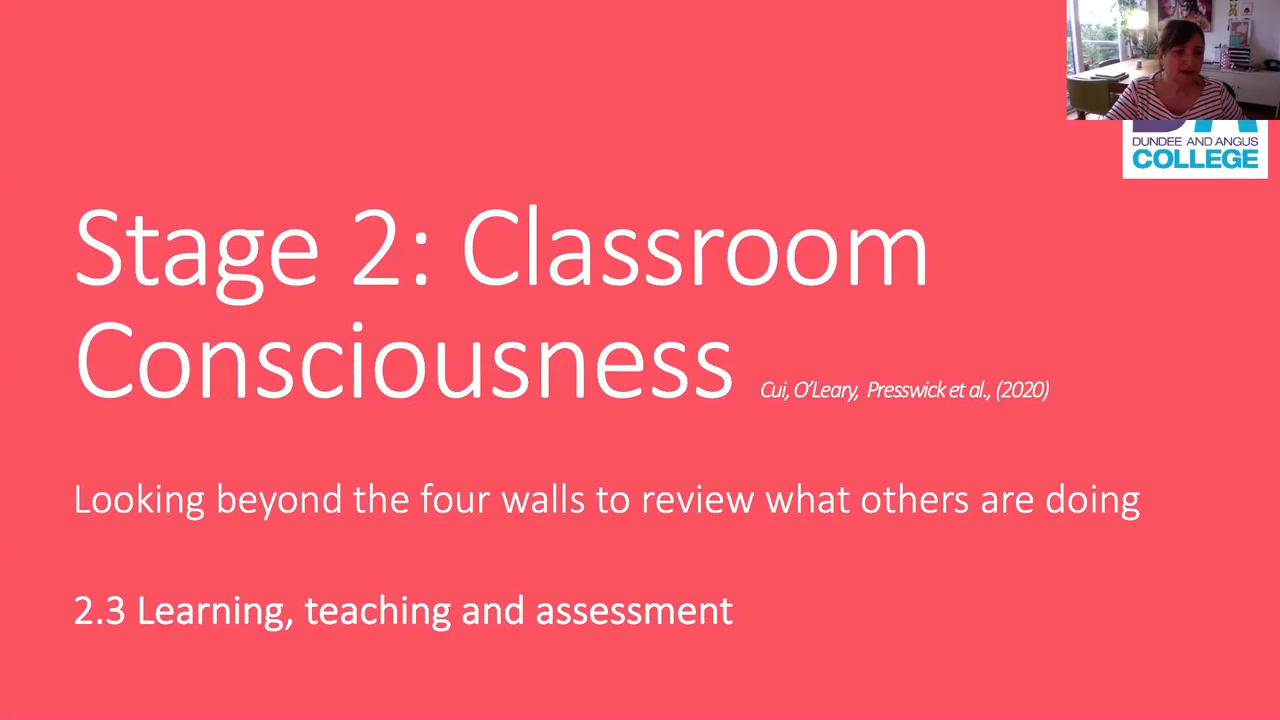 DUNDEE AND ANGUS
COLLEGE
Stage 2: Classroom
Consciousness Cui, O'Leary, Presswick et al., (2020)
Looking beyond the four walls to review what others are doing
2.3 Learning, teaching and assessment